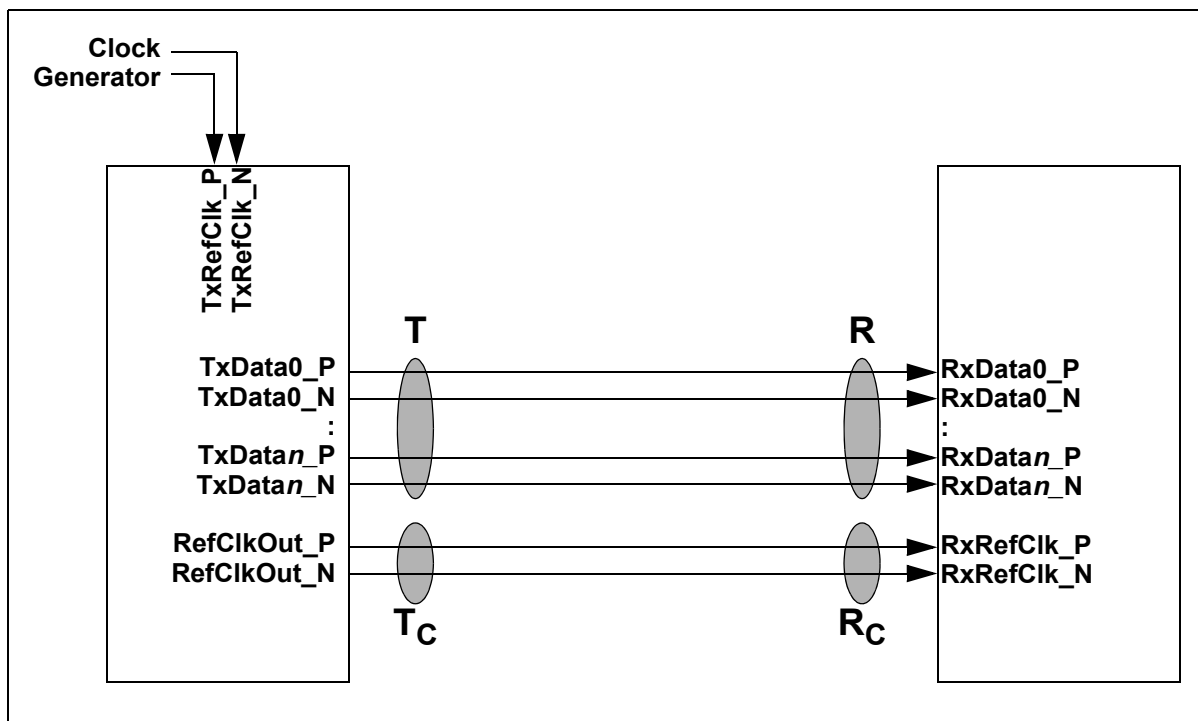 Clock
Generator
TxRefClk_P
TxRefClk_N
T
R
TxData0_P
TxData0_N
:
TxDatan_P
TxDatan_N
RefClkOut_P
RefClkOut_N
TC
RxData0_P
RxData0_N
:
RxDatan_P
RxDatan_N
RxRefClk_P
RxRefClk_N
RC